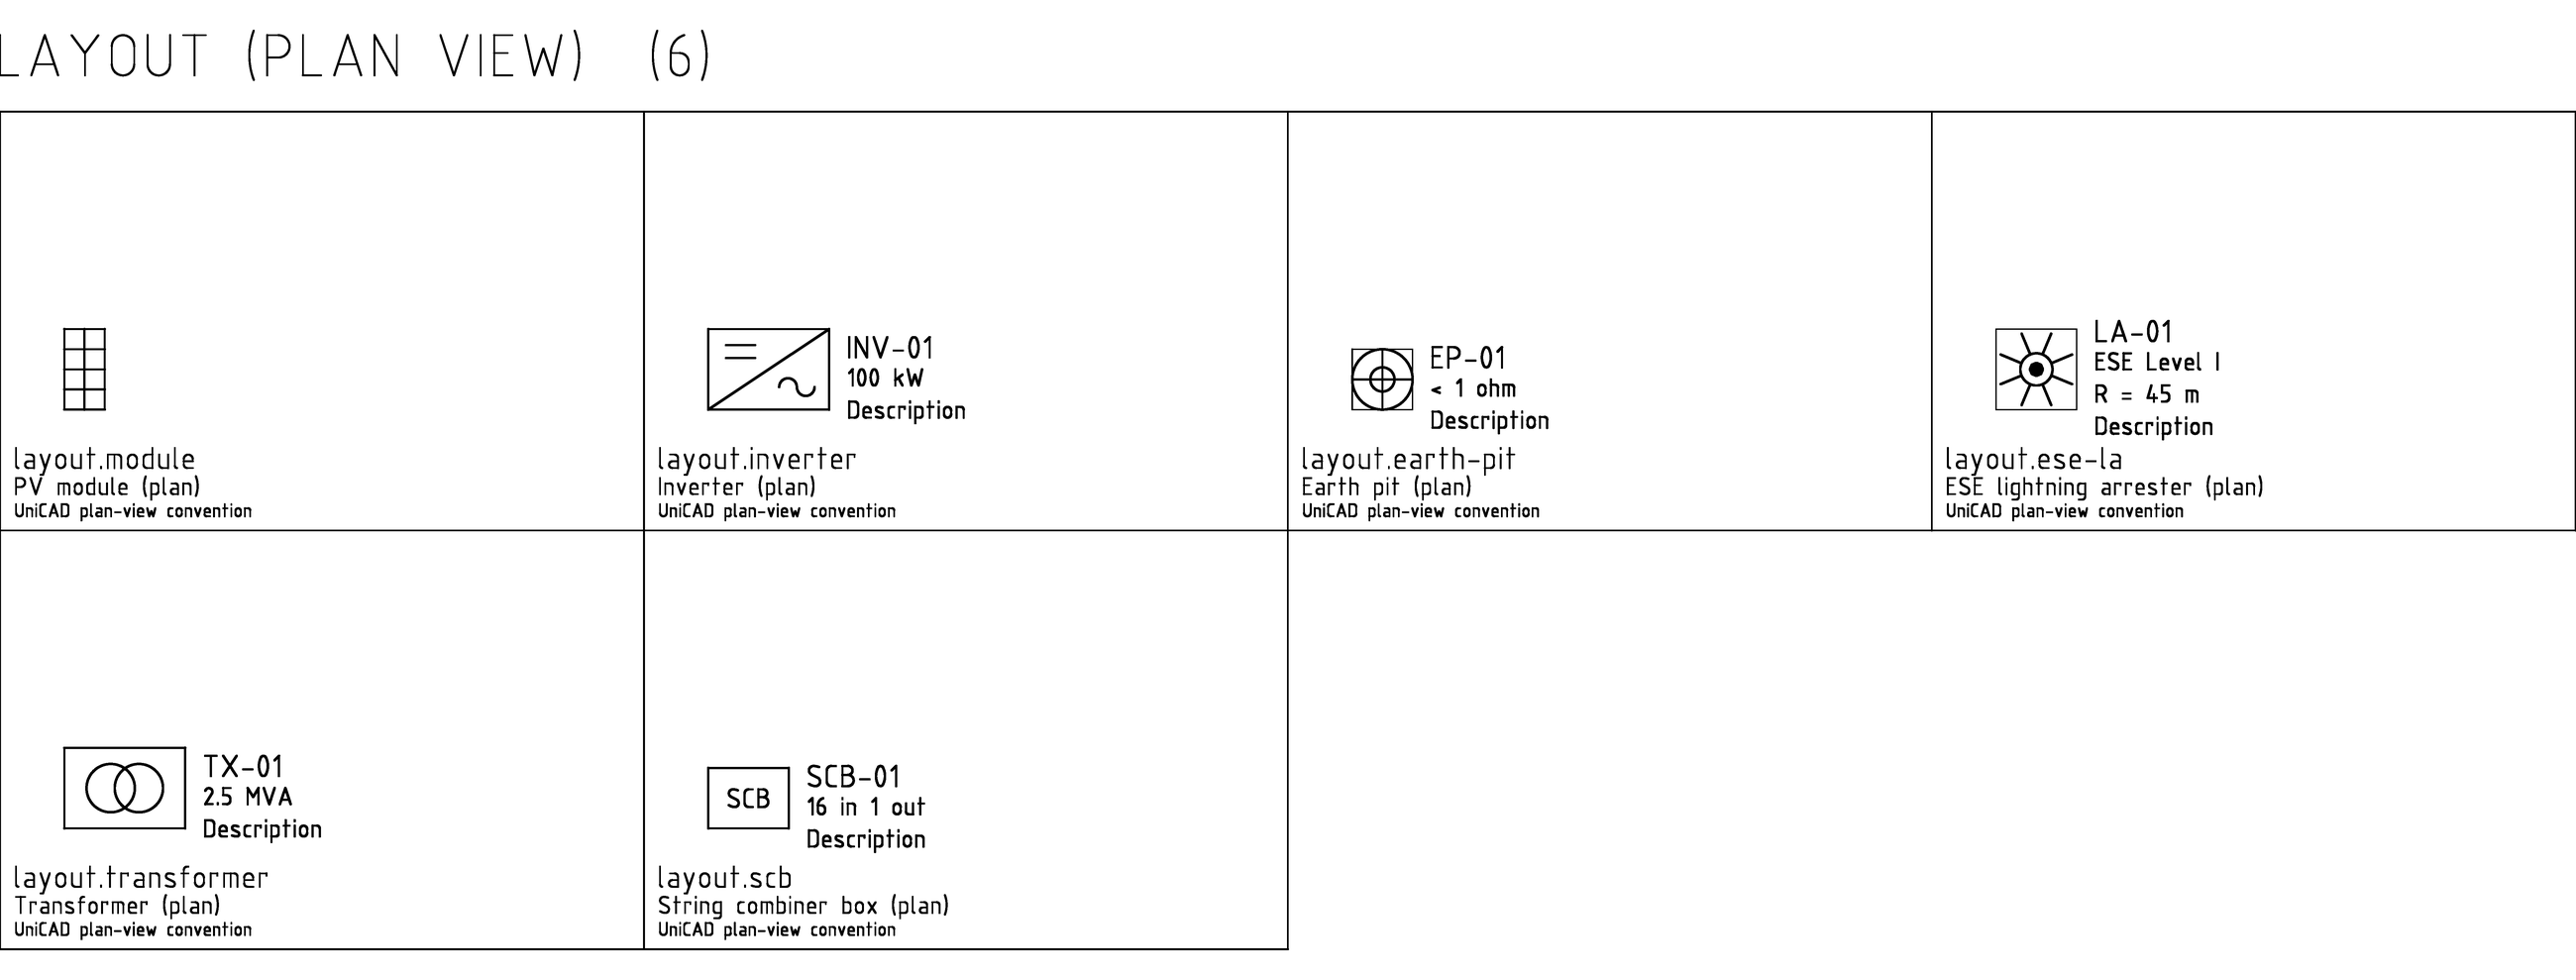 LAYOUT (PLAN VIEW) (6)
layout.module
PV module (plan)
UniCAD plan-view convention
INV-01
100 kW
Description
layout.inverter
Inverter (plan)
UniCAD plan-view convention
EP-01
< 1 ohm
Description
layout.earth-pit
Earth pit (plan)
UniCAD plan-view convention
LA-01
ESE Level I
R = 45 m
Description
layout.ese-la
ESE lightning arrester (plan)
UniCAD plan-view convention
TX-01
2.5 MVA
Description
layout.transformer
Transformer (plan)
UniCAD plan-view convention
SCB
SCB-01
16 in 1 out
Description
layout.scb
String combiner box (plan)
UniCAD plan-view convention